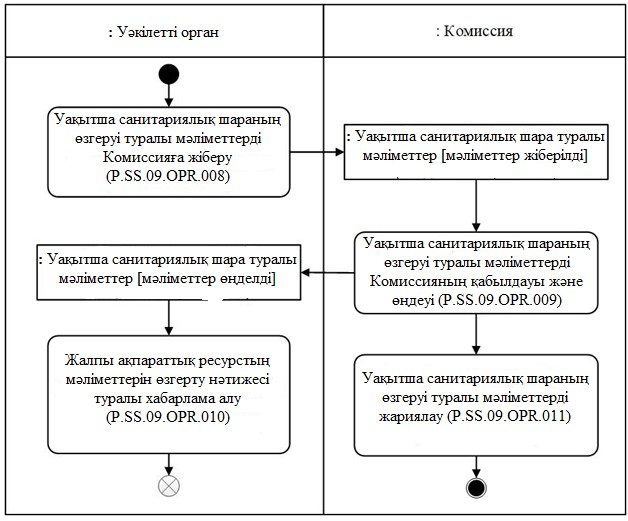 : Уәкілетті орган
: Комиссия
Уақытша санитариялық шараның
өзгеруі туралы мәліметтерді
Комиссияға жіберу
(P.SS.09.OPR.008)
: Уақытша санитариялық шара туралы
мәліметтер [мәліметтер жіберілді]
Уақытша санитариялық шараның
өзгеруі туралы мәліметтерді
Комиссияның қабылдауы және
өңдеуі (P.SS.09.OPR.009)
: Уақытша санитариялық шара туралы
мәліметтер [мәліметтер өңделді]
Жалпы ақпараттық ресурстың
мәліметтерін өзгерту нәтижесі
туралы хабарлама алу
(P.SS.09.OPR.010)
Уақытша санитариялық шараның
өзгеруі туралы мәліметтерді
жариялау (P.SS.09.OPR.011)